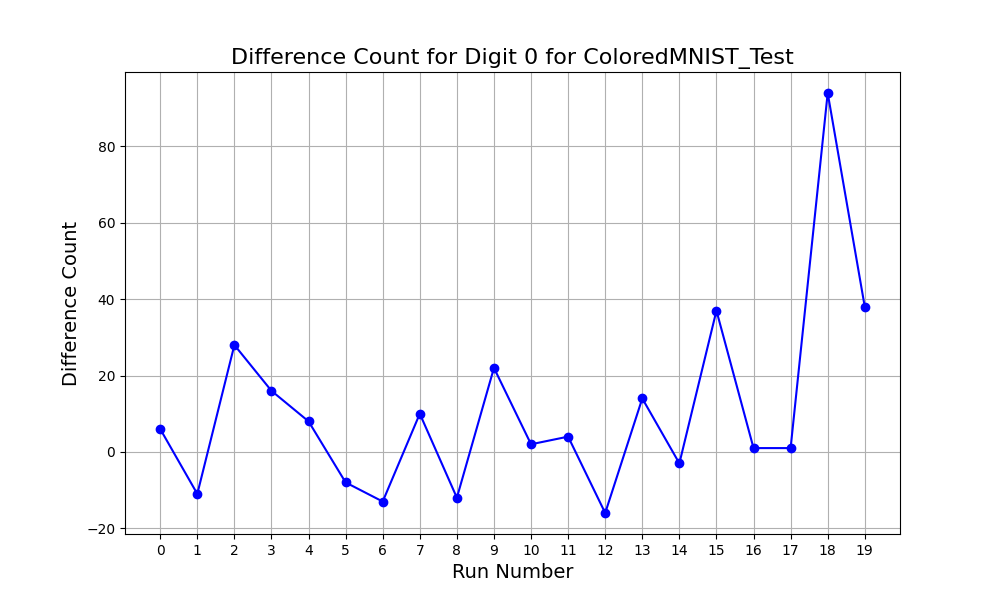 Difference Count for Digit 0 for ColoredMNIST_Test
Difference Count
80
60
40
20
0
−20
0 1 2 3 4 5 6 7 8 9 10 11 12 13 14 15 16 17 18 19
Run Number